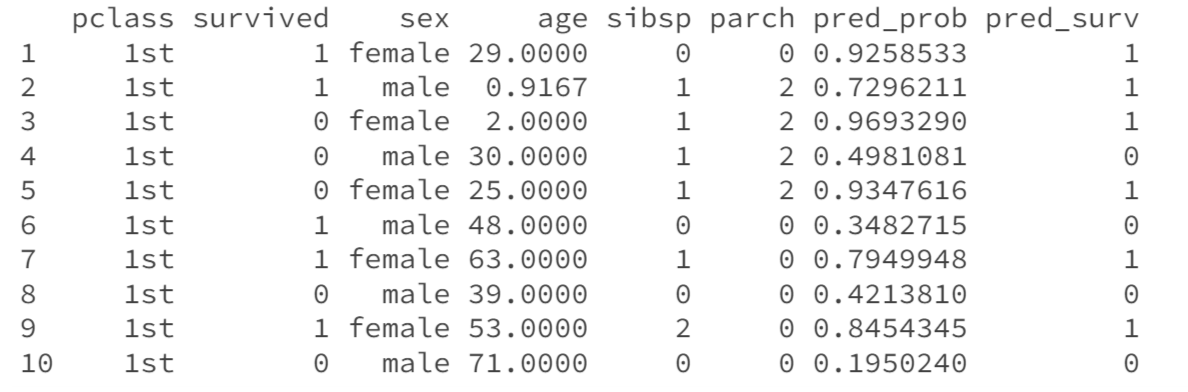 pclass survived sex age sibsp parch pred_prob pred_surv
1 1st 1 female 29.0000 0 0 0.9258533 1
2 1st 1 male 0.9167 1 2 0.7296211 1
3 1st 0 female 2.0000 1 2 0.9693290 1
4 1st 0 male 30.0000 1 2 0.4981081 0
5 1st 0 female 25.0000 1 2 0.9347616 1
6 1st 1 male 48.0000 0 0 0.3482715 0
7 1st 1 female 63.0000 1 0 0.7949948 1
8 1st 0 male 39.0000 0 0 0.4213810 0
9 1st 1 female 53.0000 2 0 0.8454345 1
10 1st 0 male 71.0000 0 0 0.1950240 0